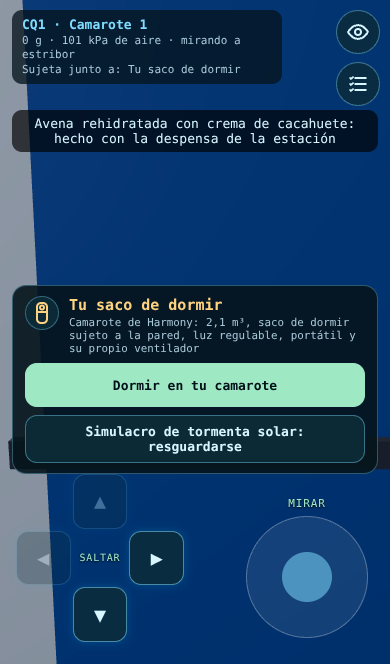 CQ1 · Camarote 1
0 g · 101 kPa de aire · mirando a
estribor
Sujeta junto a: Tu saco de dormir
Avena rehidratada con crema de cacahuete:
hecho con la despensa de la estación
Tu saco de dormir
Camarote de Harmony: 2,1 m³, saco de dormir
sujeto a la pared, luz regulable, portátil y
su propio ventilador
Dormir en tu camarote
Simulacro de tormenta solar:
resguardarse
MIRAR
SALTAR